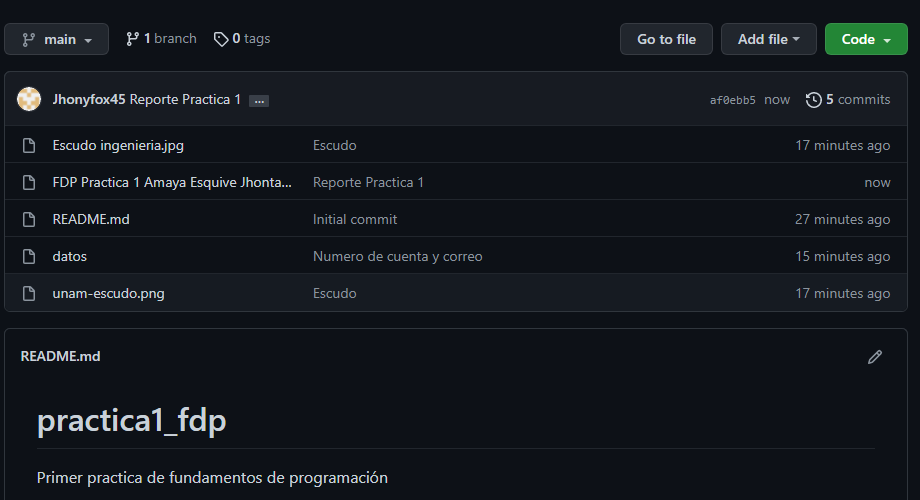 main 1 branch 0 tags Go to file Add file Code
Jhonyfox45 Reporte Practica 1 ... af0ebb5 now 5 commits
Escudo ingenieria.jpg Escudo 17 minutes ago
FDP Practica 1 Amaya Esquive Jhonta... Reporte Practica 1 now
README.md Initial commit 27 minutes ago
datos Numero de cuenta y correo 15 minutes ago
unam-escudo.png Escudo 17 minutes ago
README.md
practica1_fdp
Primer practica de fundamentos de programación